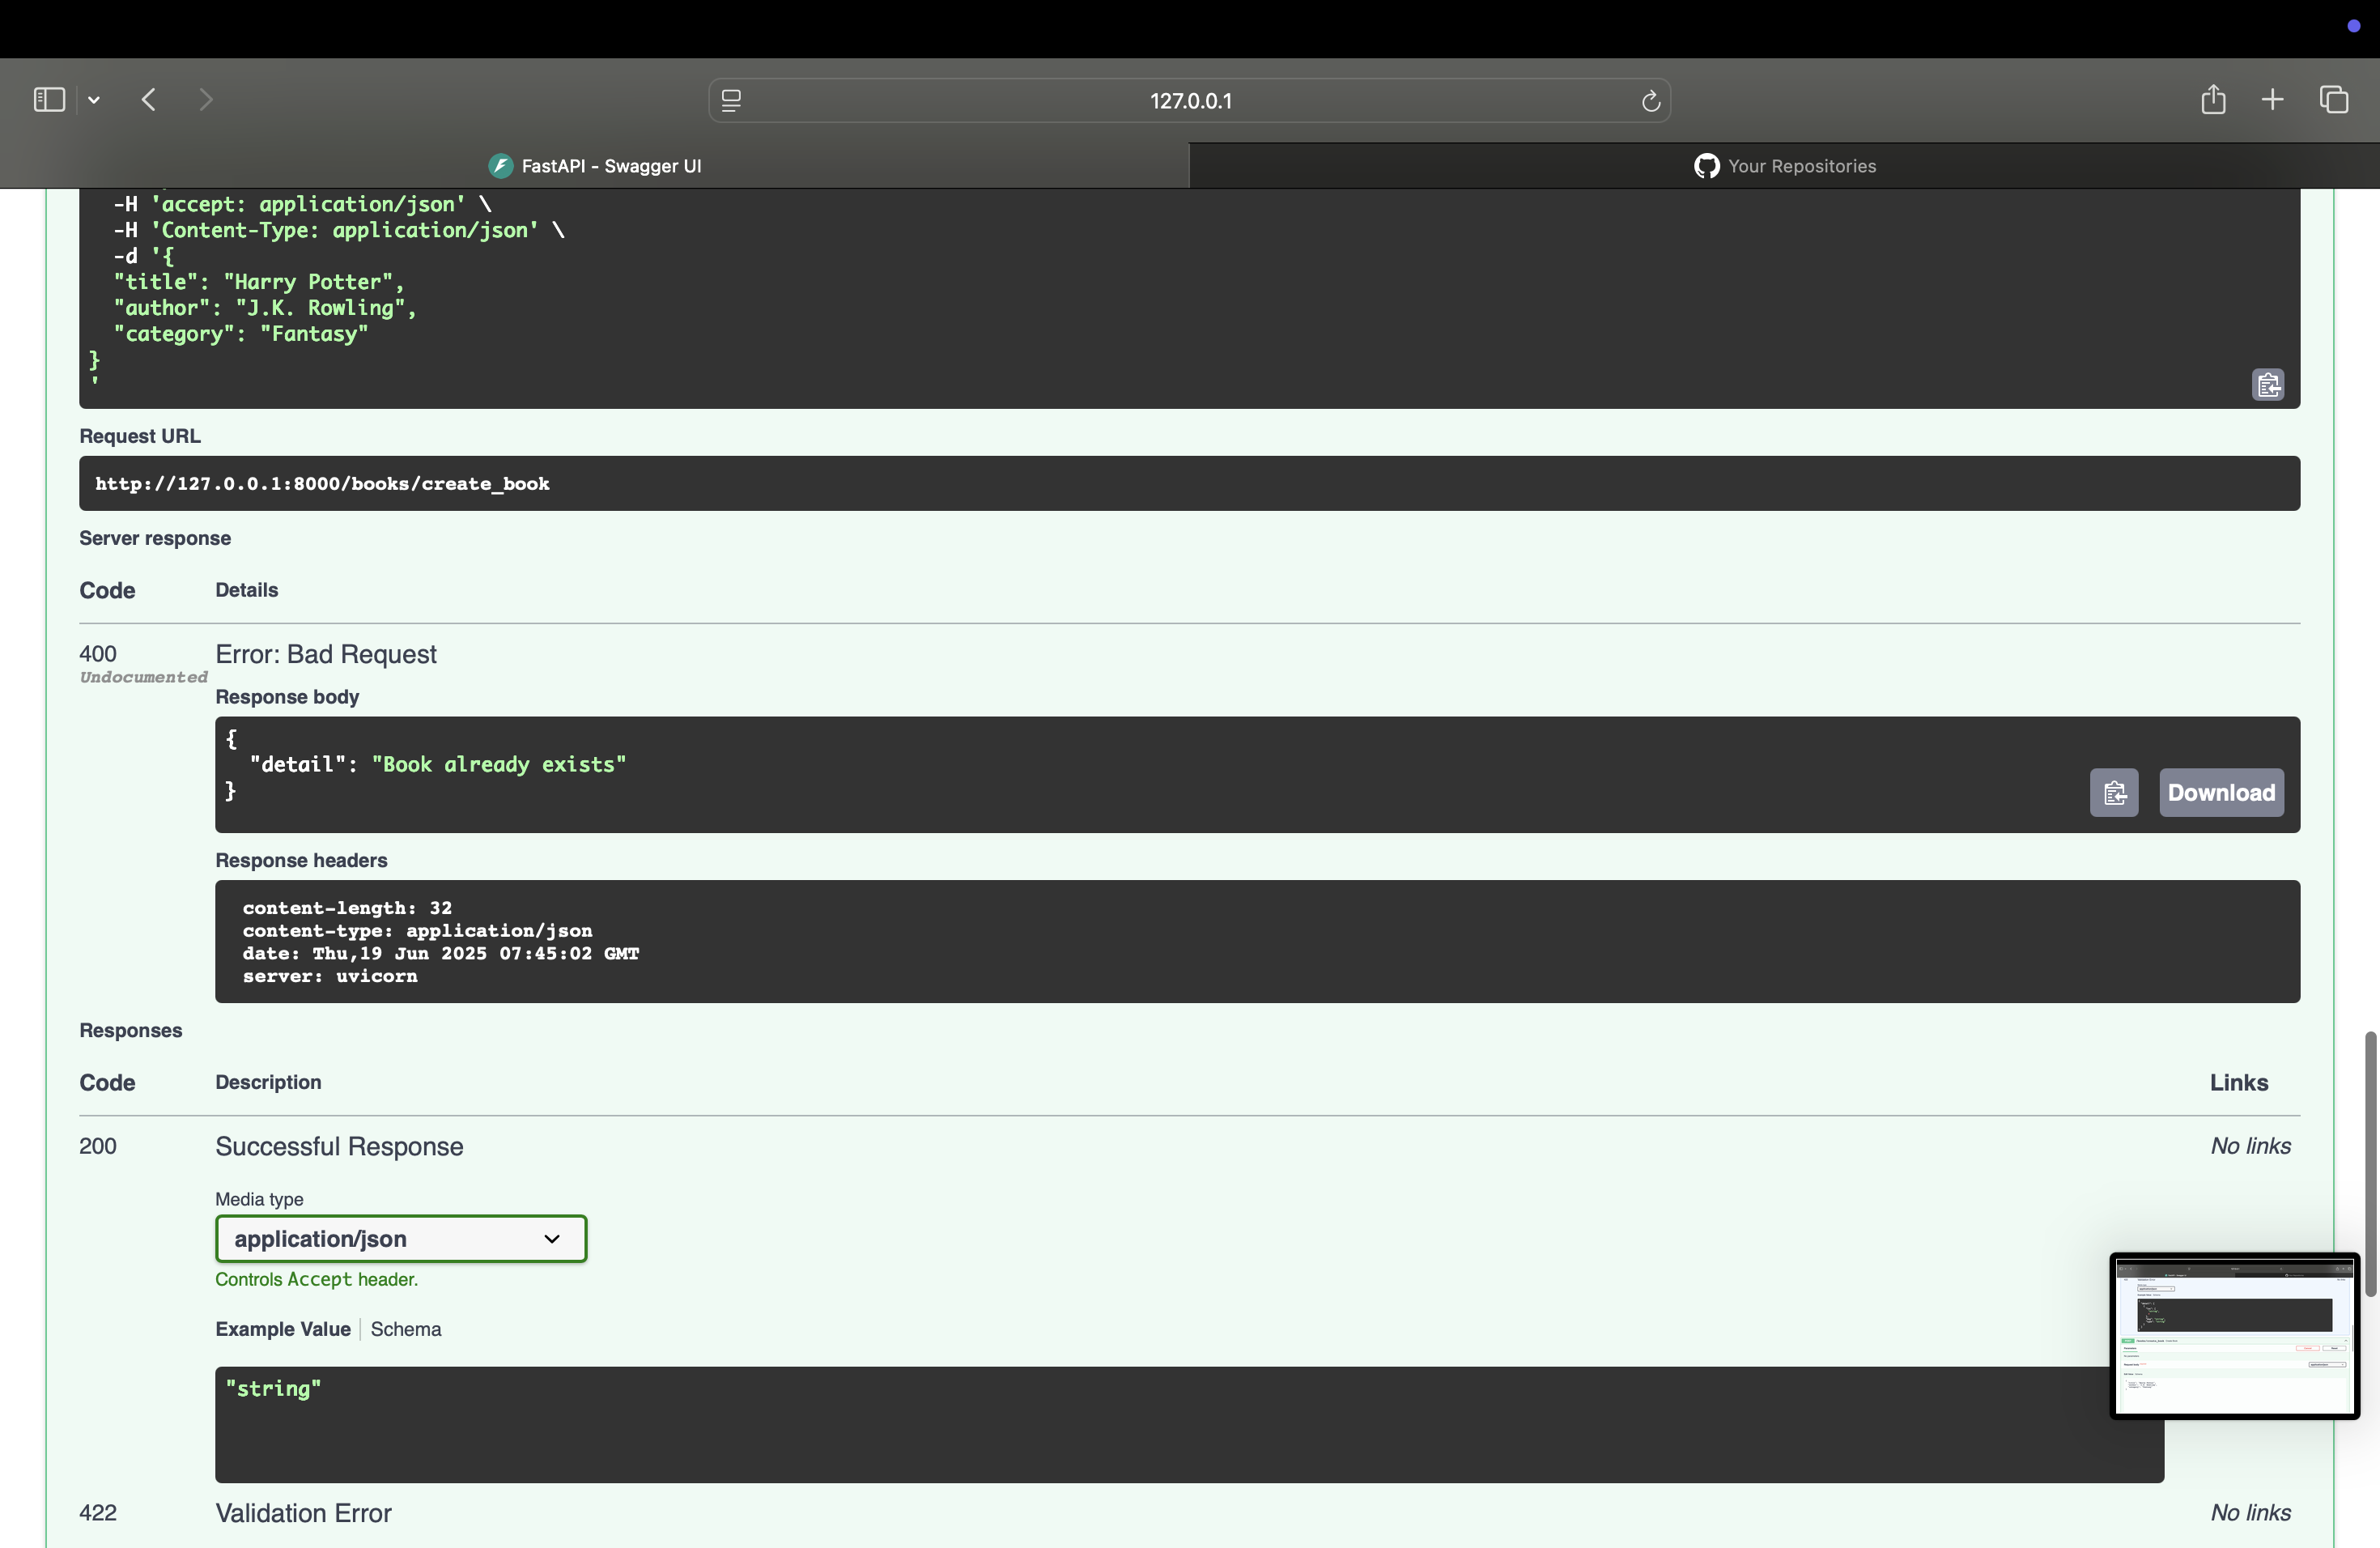 127.0.0.1
FastAPI - Swagger UI
Your Repositories
-H 'accept: application/json' \
-H 'Content-Type: application/json' \
-d '{
"title": "Harry Potter",
"author": "J.K. Rowling",
"category": "Fantasy"
}
'
Request URL
http://127.0.0.1:8000/books/create_book
Server response
Code Details
400 Error: Bad Request
Undocumented
Response body
{
"detail": "Book already exists"
}
Download
Response headers
content-length: 32
content-type: application/json
date: Thu,19 Jun 2025 07:45:02 GMT
server: uvicorn
Responses
Code Description Links
200 Successful Response No links
Media type
application/json
Controls Accept header.
Example Value Schema
"string"
422 Validation Error No links